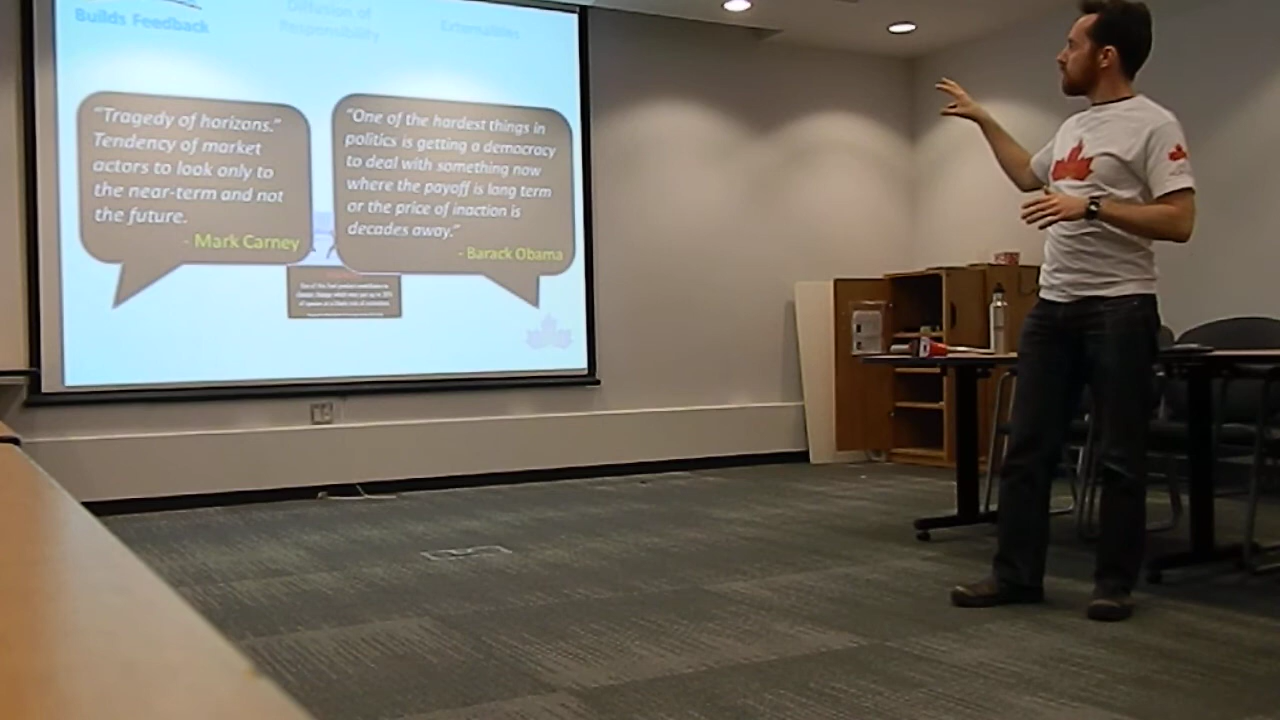 Builds Feedback
Diffusion of
Responsibility
Externalities
"Tragedy of horizons."
Tendency of market
actors to look only to
the near-term and not
the future.
- Mark Carney
"One of the hardest things in
politics is getting a democracy
to deal with something now
where the payoff is long term
or the price of inaction is
decades away."
- Barack Obama